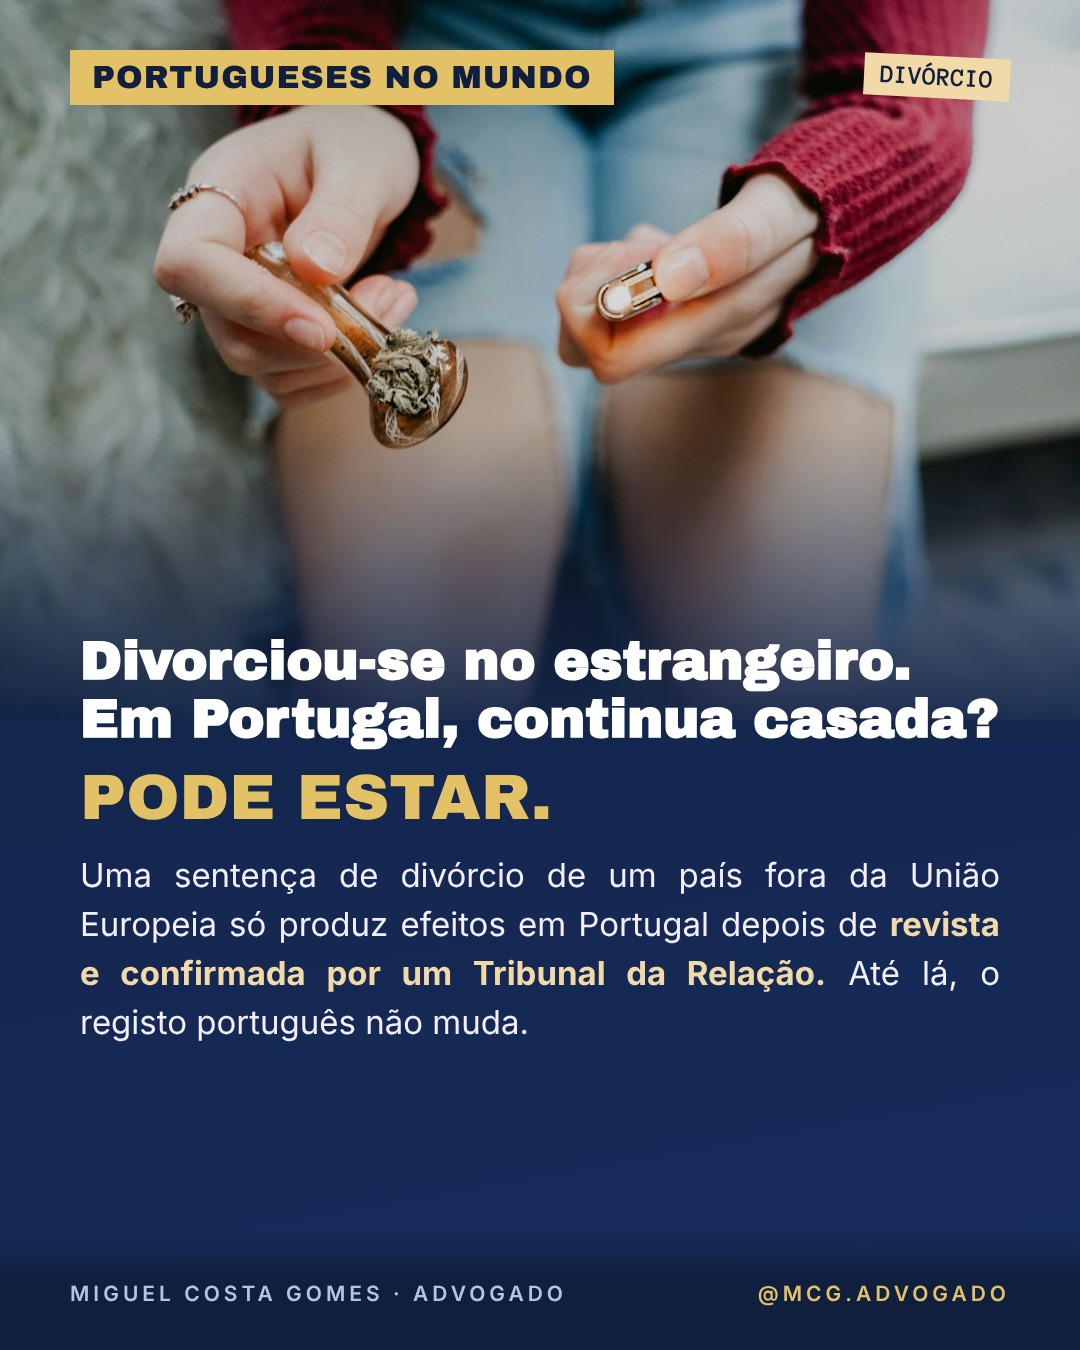 PORTUGUESES NO MUNDO
DIVÓRCIO
Divorciou-se no estrangeiro.
Em Portugal, continua casada?
PODE ESTAR.
Uma sentença de divórcio de um país fora da União
Europeia só produz efeitos em Portugal depois de revista
e confirmada por um Tribunal da Relação. Até lá, o
registo português não muda.
MIGUEL COSTA GOMES · ADVOGADO
@MCG.ADVOGADO